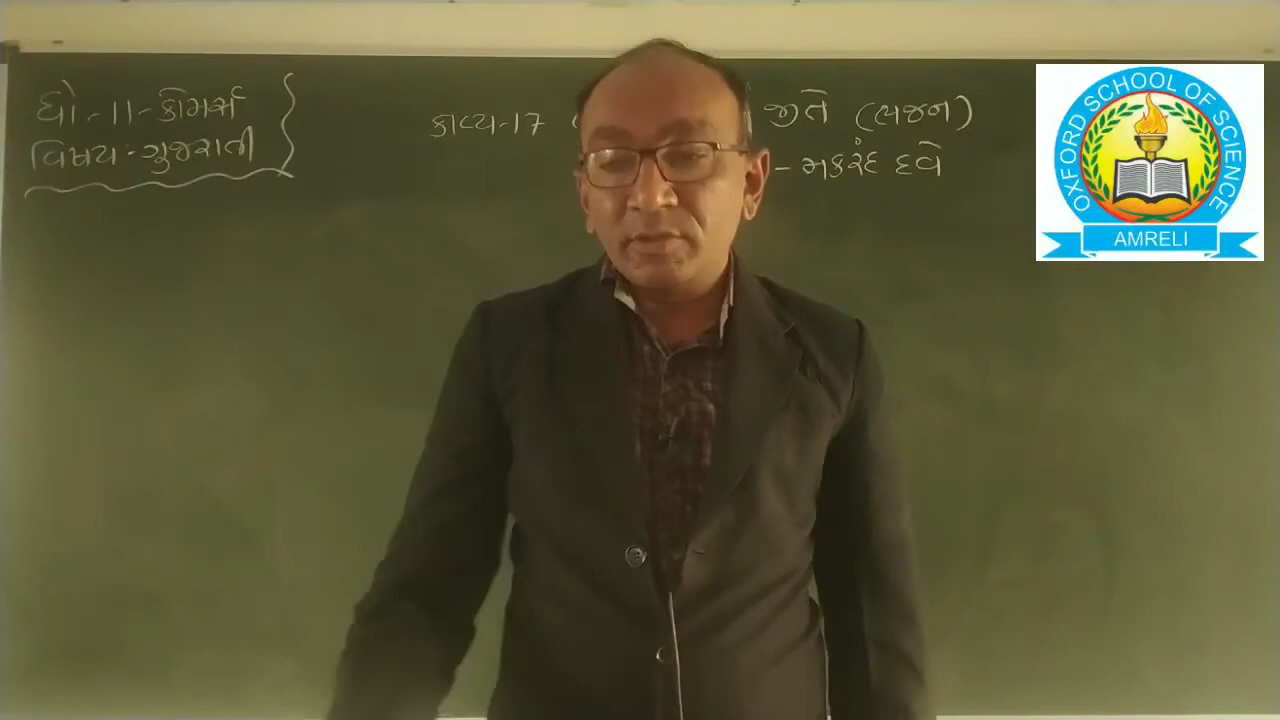 ધો.-11-કોમર્સ
વિષય:-ગુજરાતી
કાવ્ય-17
જીતે (ભજન)
- મકરંદ દવે
OXFORD SCHOOL OF SCIENCE
AMRELI